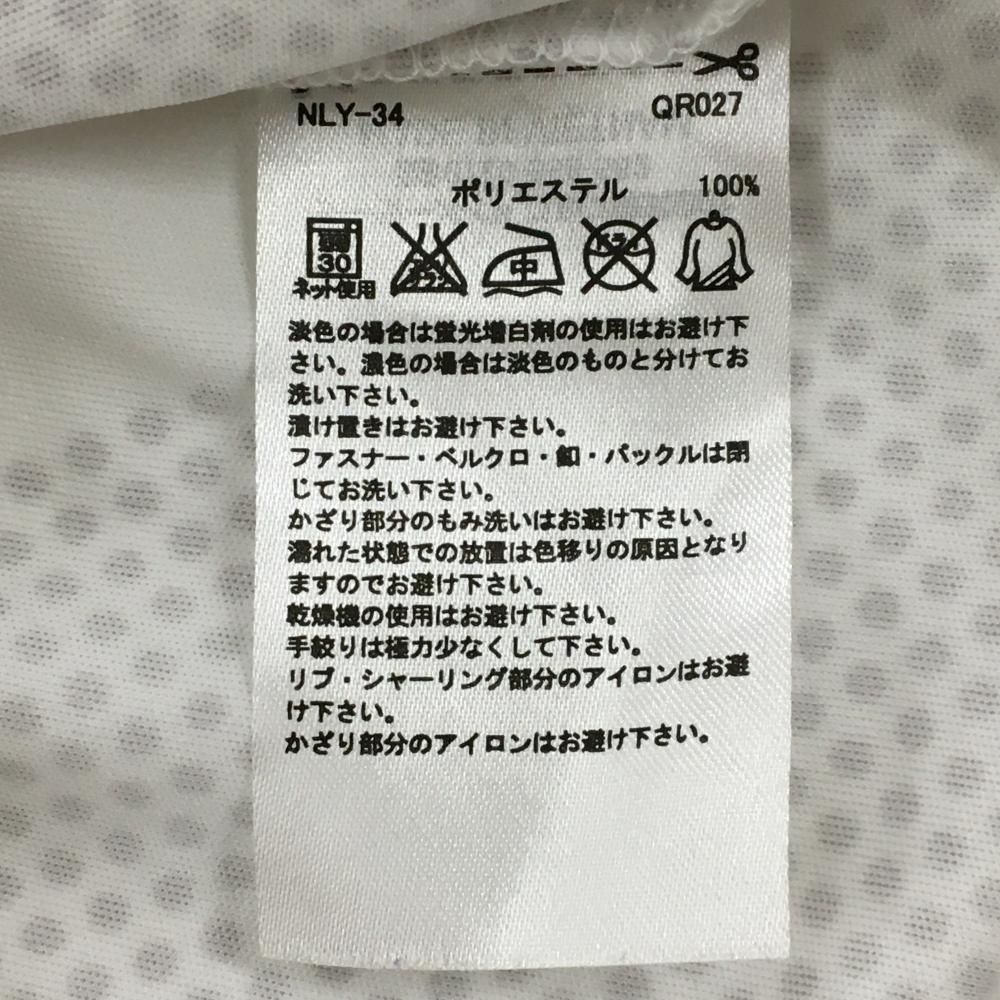 NLY-34 QR027
ポリエステル 100%
弱 30 中
ネット使用
淡色の場合は蛍光増白剤の使用はお避け下
さい。濃色の場合は淡色のものと分けてお
洗い下さい。
漬け置きはお避け下さい。
ファスナー・ベルクロ・釦・バックルは閉
じてお洗い下さい。
かざり部分のもみ洗いはお避け下さい。
濡れた状態での放置は色移りの原因となり
ますのでお避け下さい。
乾燥機の使用はお避け下さい。
手絞りは極力少なくして下さい。
リブ・シャーリング部分のアイロンはお避
け下さい。
かざり部分のアイロンはお避け下さい。